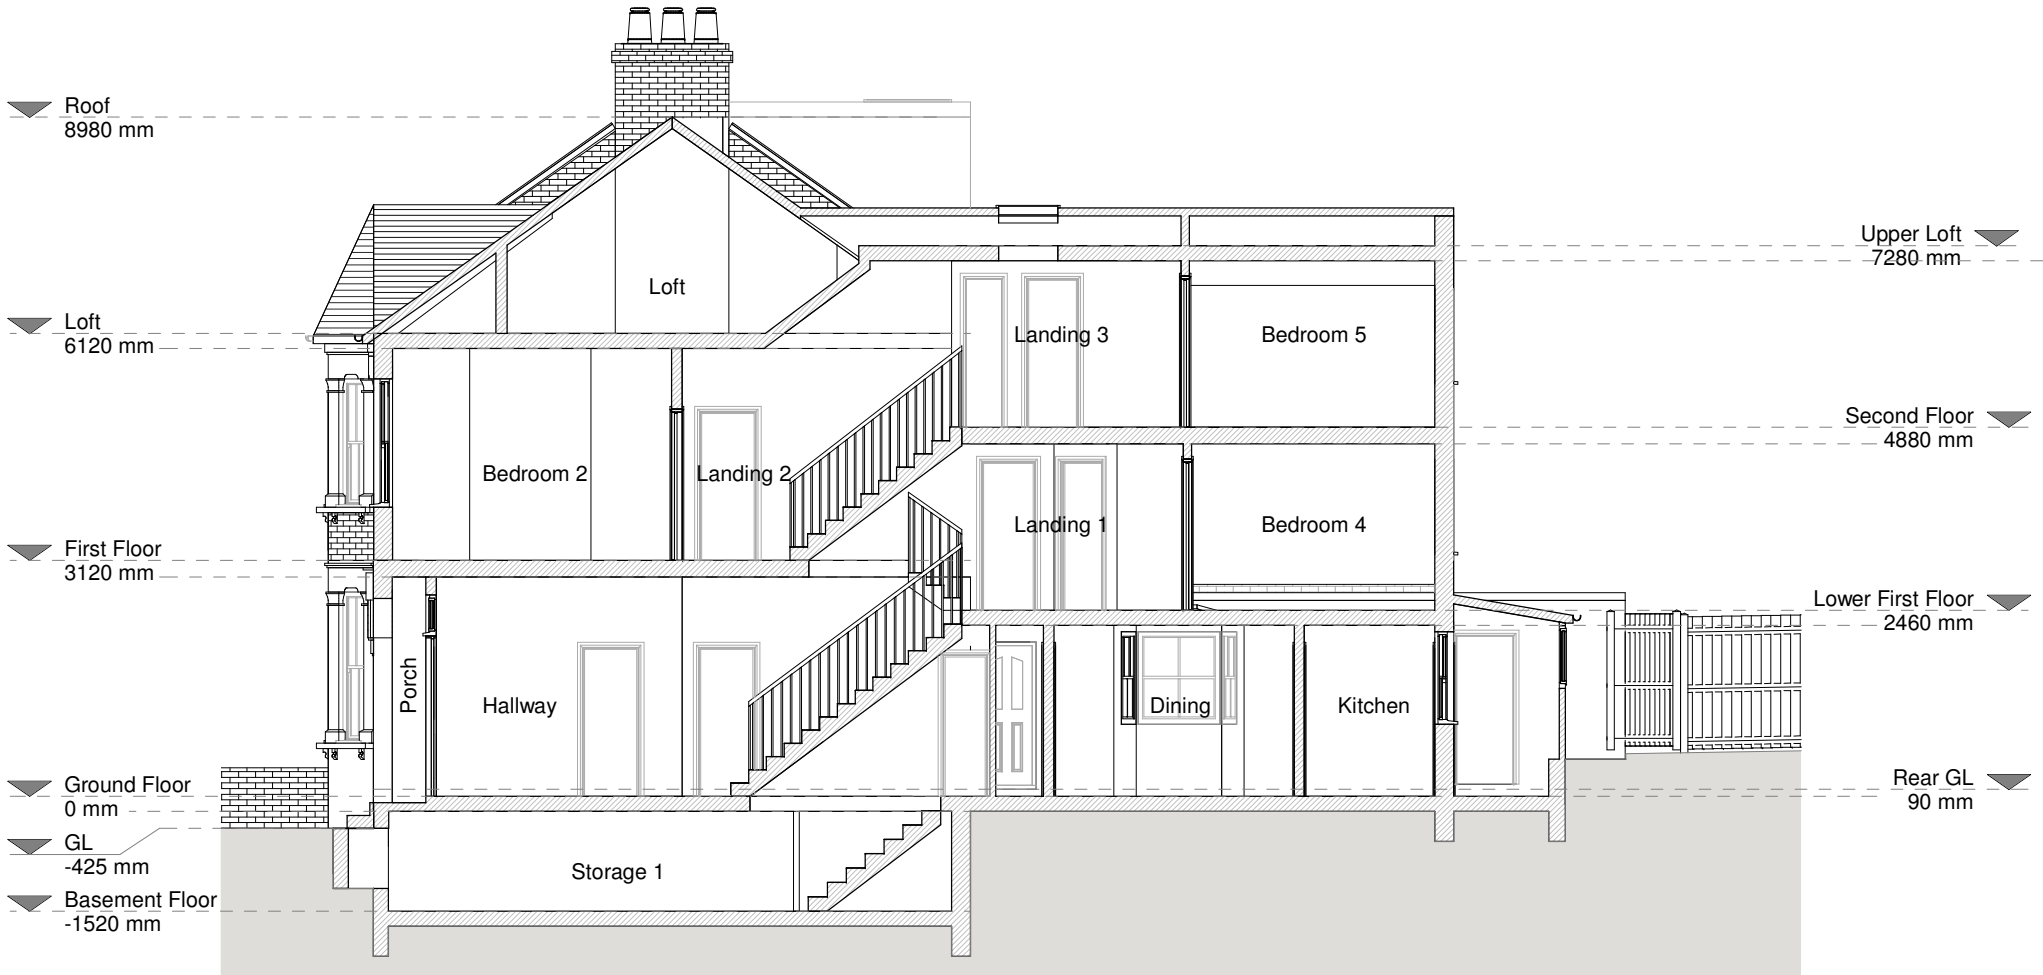 Roof
8980 mm
Upper Loft
7280 mm
Loft
Loft
6120 mm
Landing 3
Bedroom 5
Second Floor
4880 mm
Bedroom 2
Landing 2
Landing 1
Bedroom 4
First Floor
3120 mm
Lower First Floor
2460 mm
Porch
Hallway
Dining
Kitchen
Ground Floor
0 mm
Rear GL
90 mm
GL
-425 mm
Storage 1
Basement Floor
-1520 mm